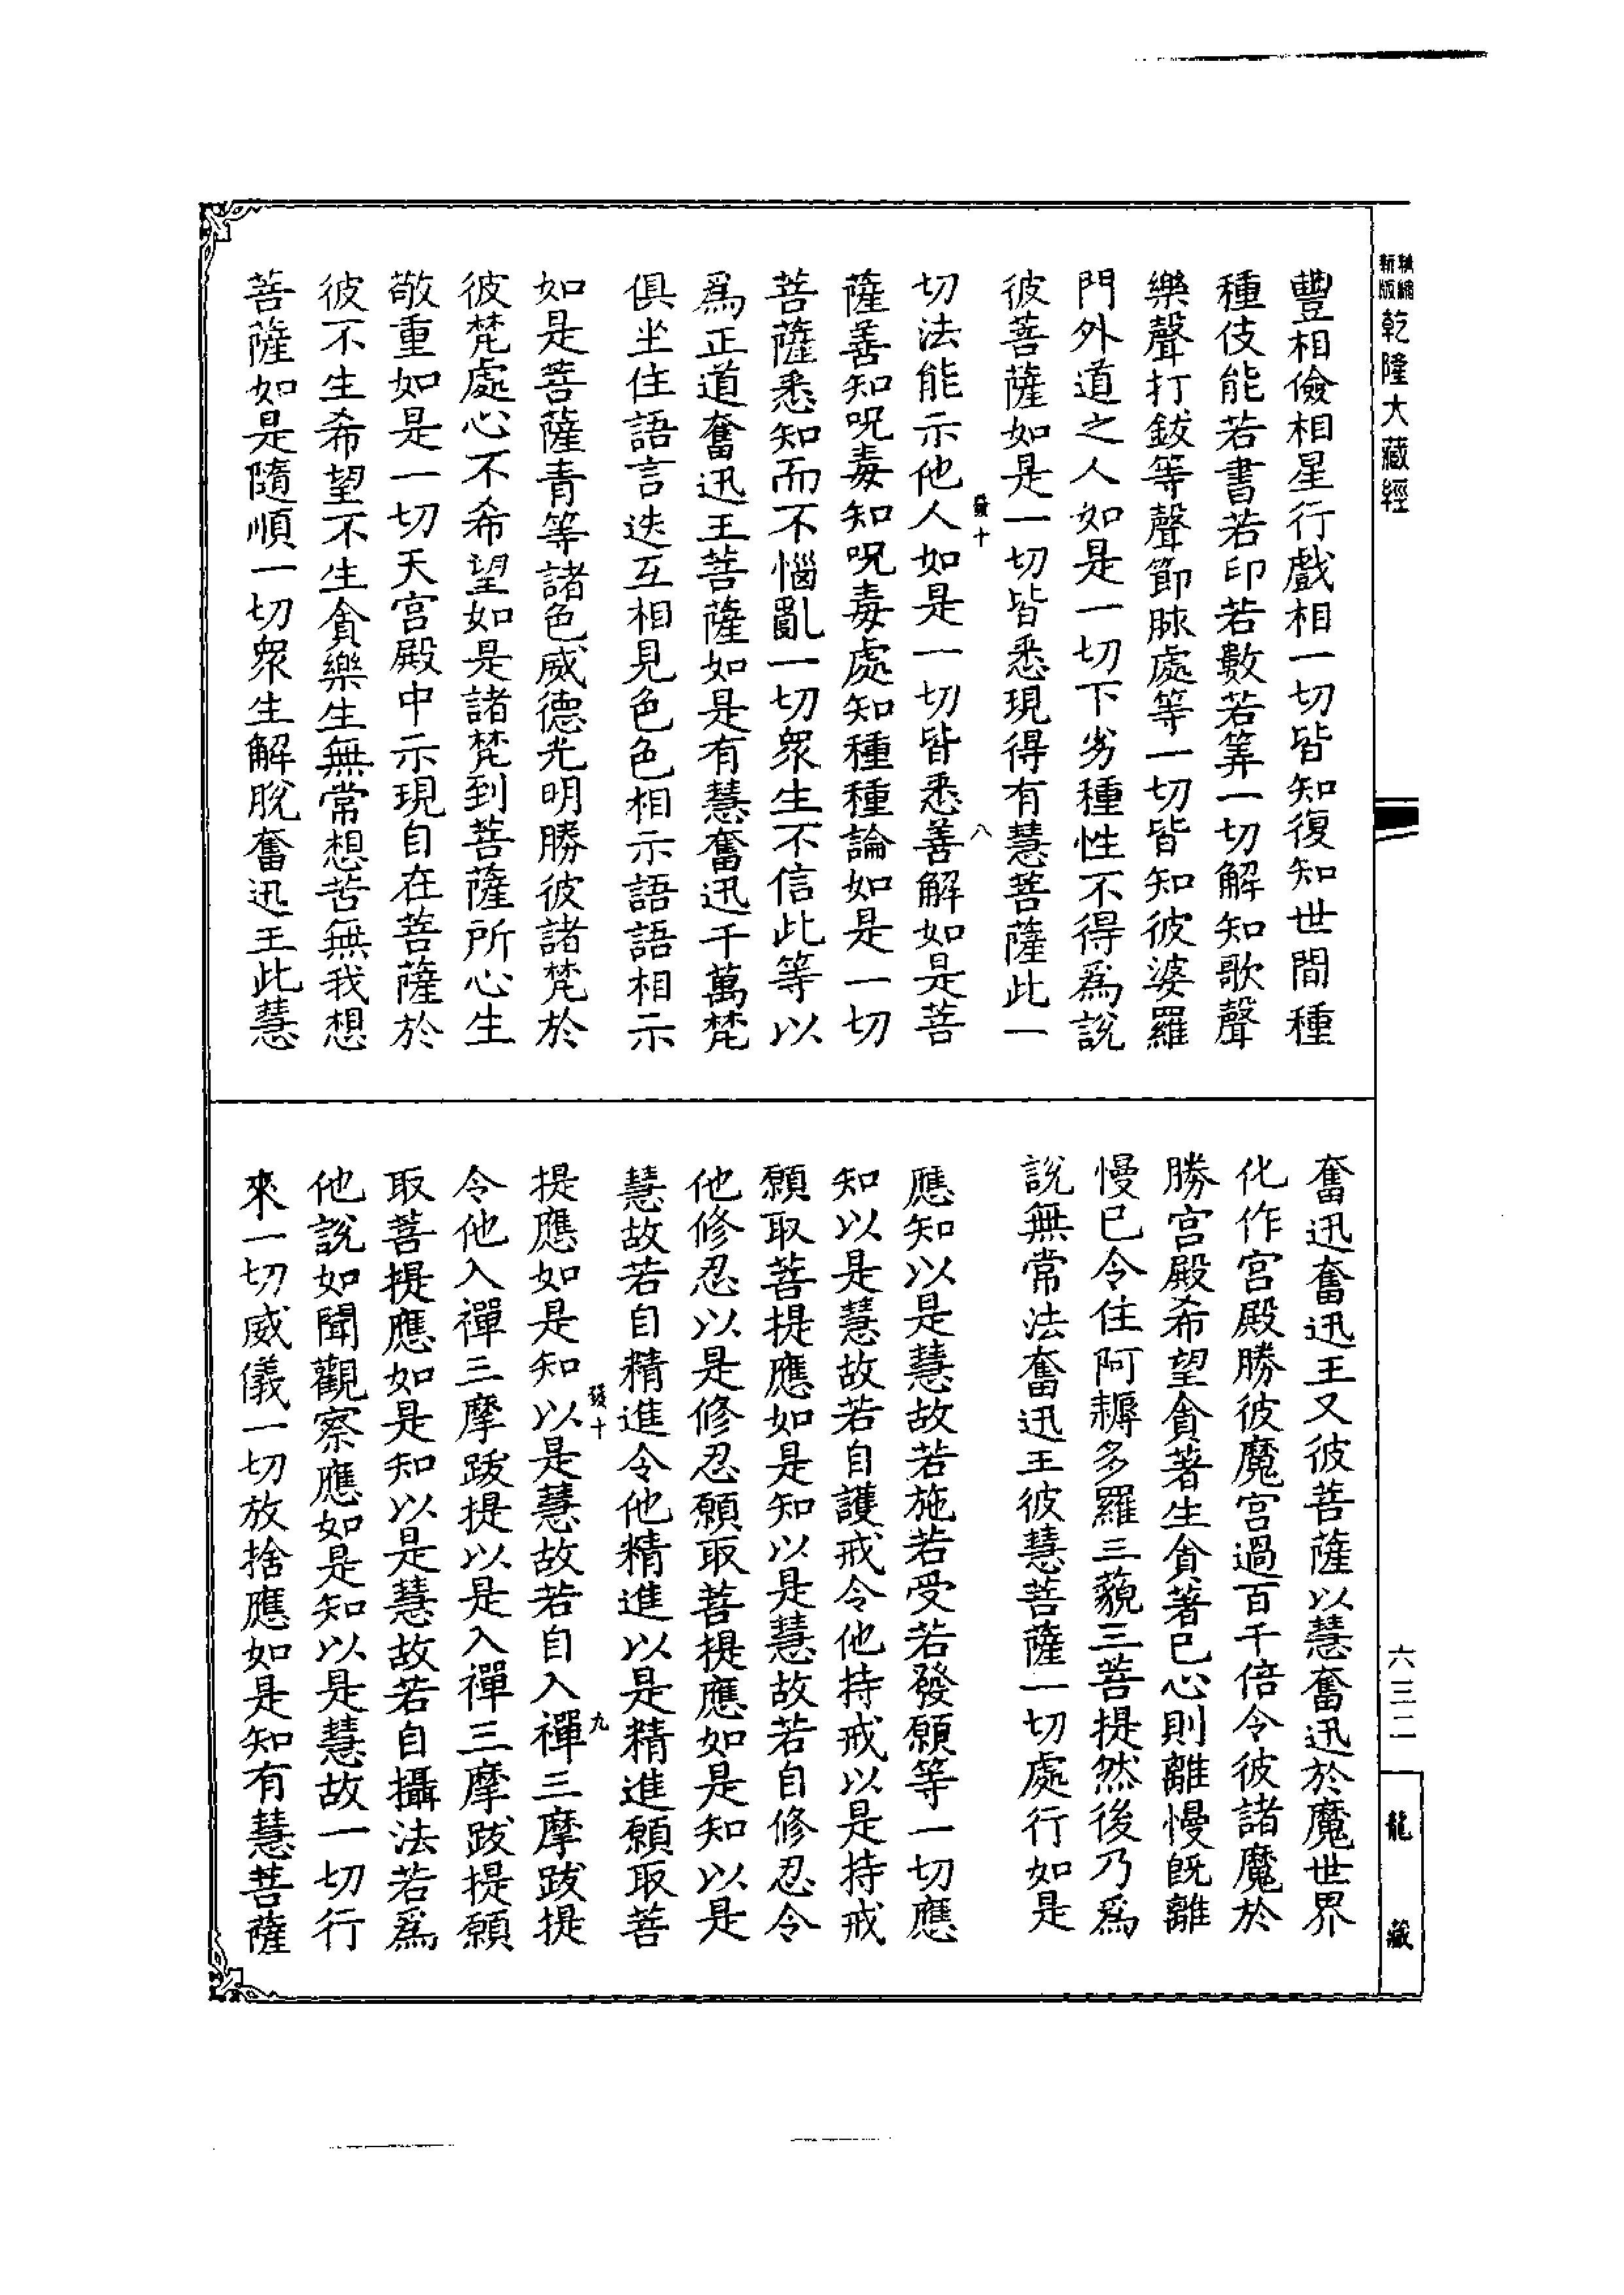 乾隆大藏經
豐相儉相星行戲相一切皆知復知世間種
種伎能若書若印若數若筭一切解知歌聲
樂聲打鈸等聲節脉處等一切皆知彼婆羅
門外道之人如是一切下劣種性不得爲說
彼菩薩如是一切皆悉現得有慧菩薩此一
八
切法能示他人如是一切皆悉善解如是菩
薩善知呪毒知呪毒處知種種論如是一切
菩薩悉知而不惱亂一切衆生不信此等以
爲正道奮迅王菩薩如是有慧奮迅千萬梵
俱坐住語言迭互相見色色相示語語相示
如是菩薩青等諸色威德光明勝彼諸梵於
彼梵處心不希望如是諸梵到菩薩所心生
敬重如是一切天宮殿中示現自在菩薩於
彼不生希望不生貪樂生無常想苦無我想
菩薩如是隨順一切衆生解脫奮迅王此慧
奮迅奮迅王又彼菩薩以慧奮迅於魔世界
化作宮殿勝彼魔宮過百千倍令彼諸魔於
勝宮殿希望貪著生貪著已心則離慢既離
慢已令住阿耨多羅三藐三菩提然後乃爲
說無常法奮迅王彼慧菩薩一切處行如是
應知以是慧故若施若受若發願等一切應
知以是慧故若自護戒令他持戒以是持戒
願取菩提應如是知以是慧故若自修忍令
他修忍以是修忍願取菩提應如是知以是
慧故若自精進令他精進以是精進願取菩
九
提應如是知以是慧故若自入禪三摩跋提
令他入禪三摩跋提以是入禪三摩跋提願
取菩提應如是知以是慧故若自攝法若爲
他說如聞觀察應如是知以是慧故一切行
來一切威儀一切放捨應如是知有慧菩薩
六三二
龍藏